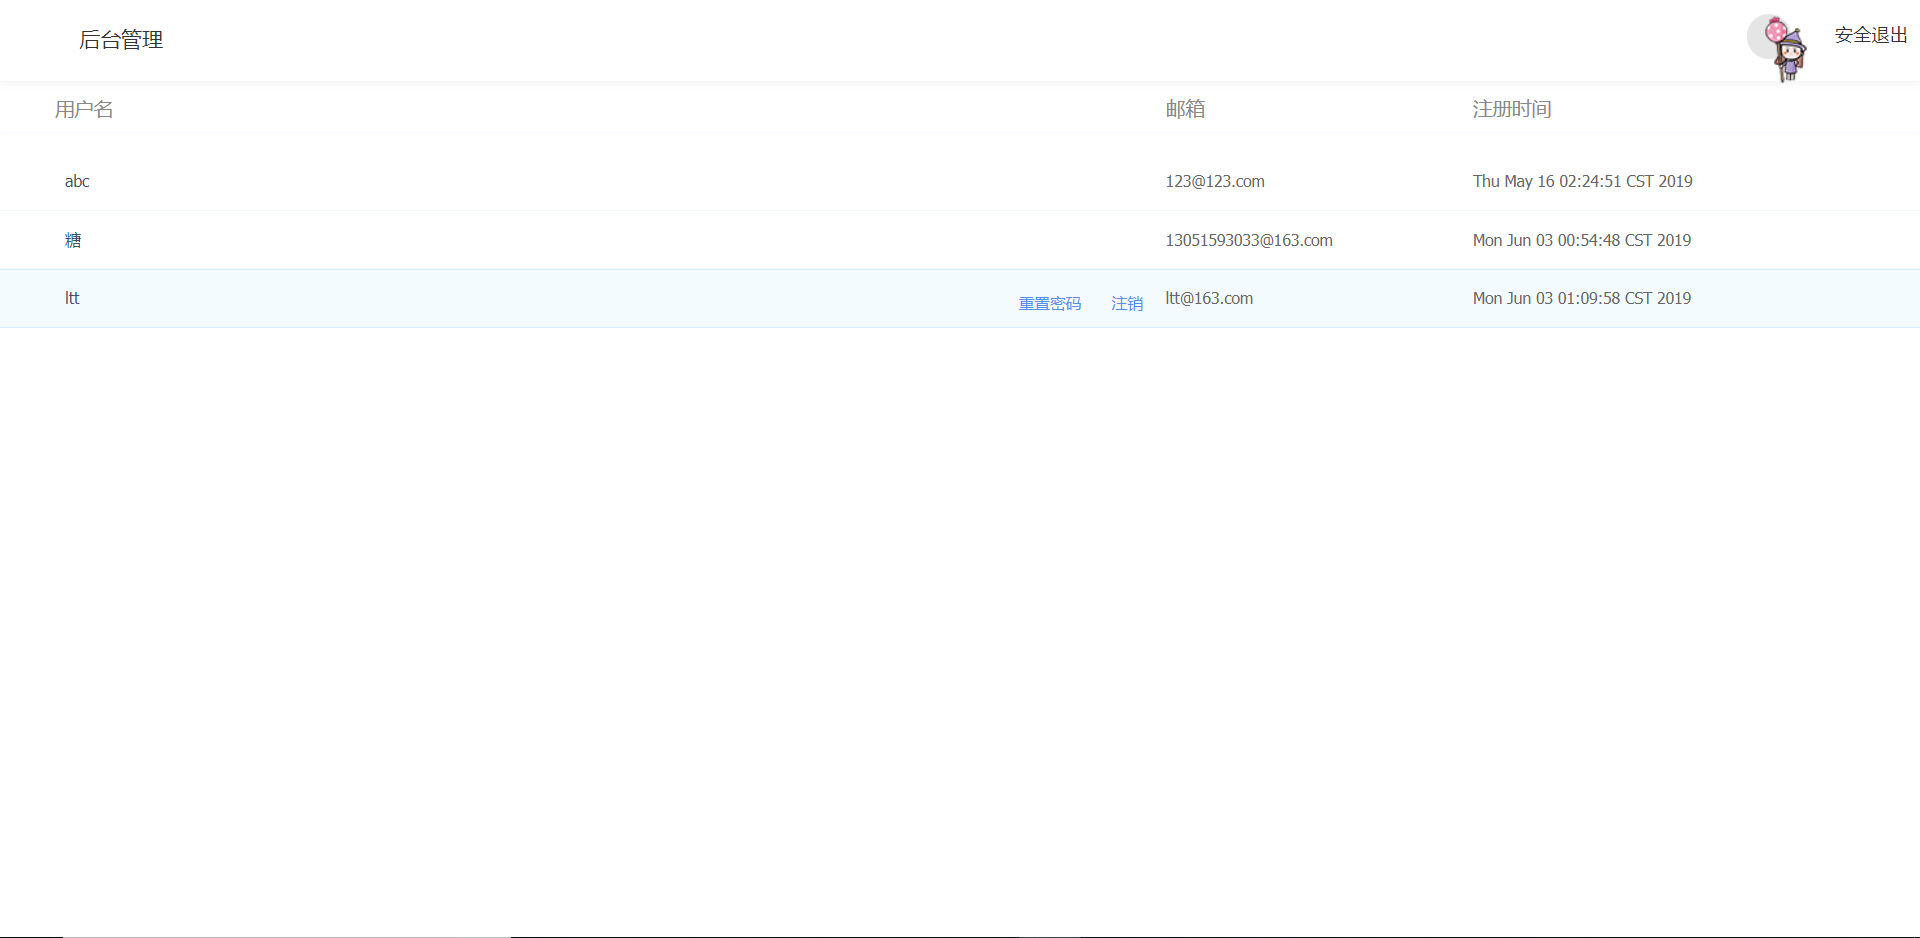 后台管理
安全退出
用户名 邮箱 注册时间
abc 123@123.com Thu May 16 02:24:51 CST 2019
糖 13051593033@163.com Mon Jun 03 00:54:48 CST 2019
ltt 重置密码 注销 ltt@163.com Mon Jun 03 01:09:58 CST 2019